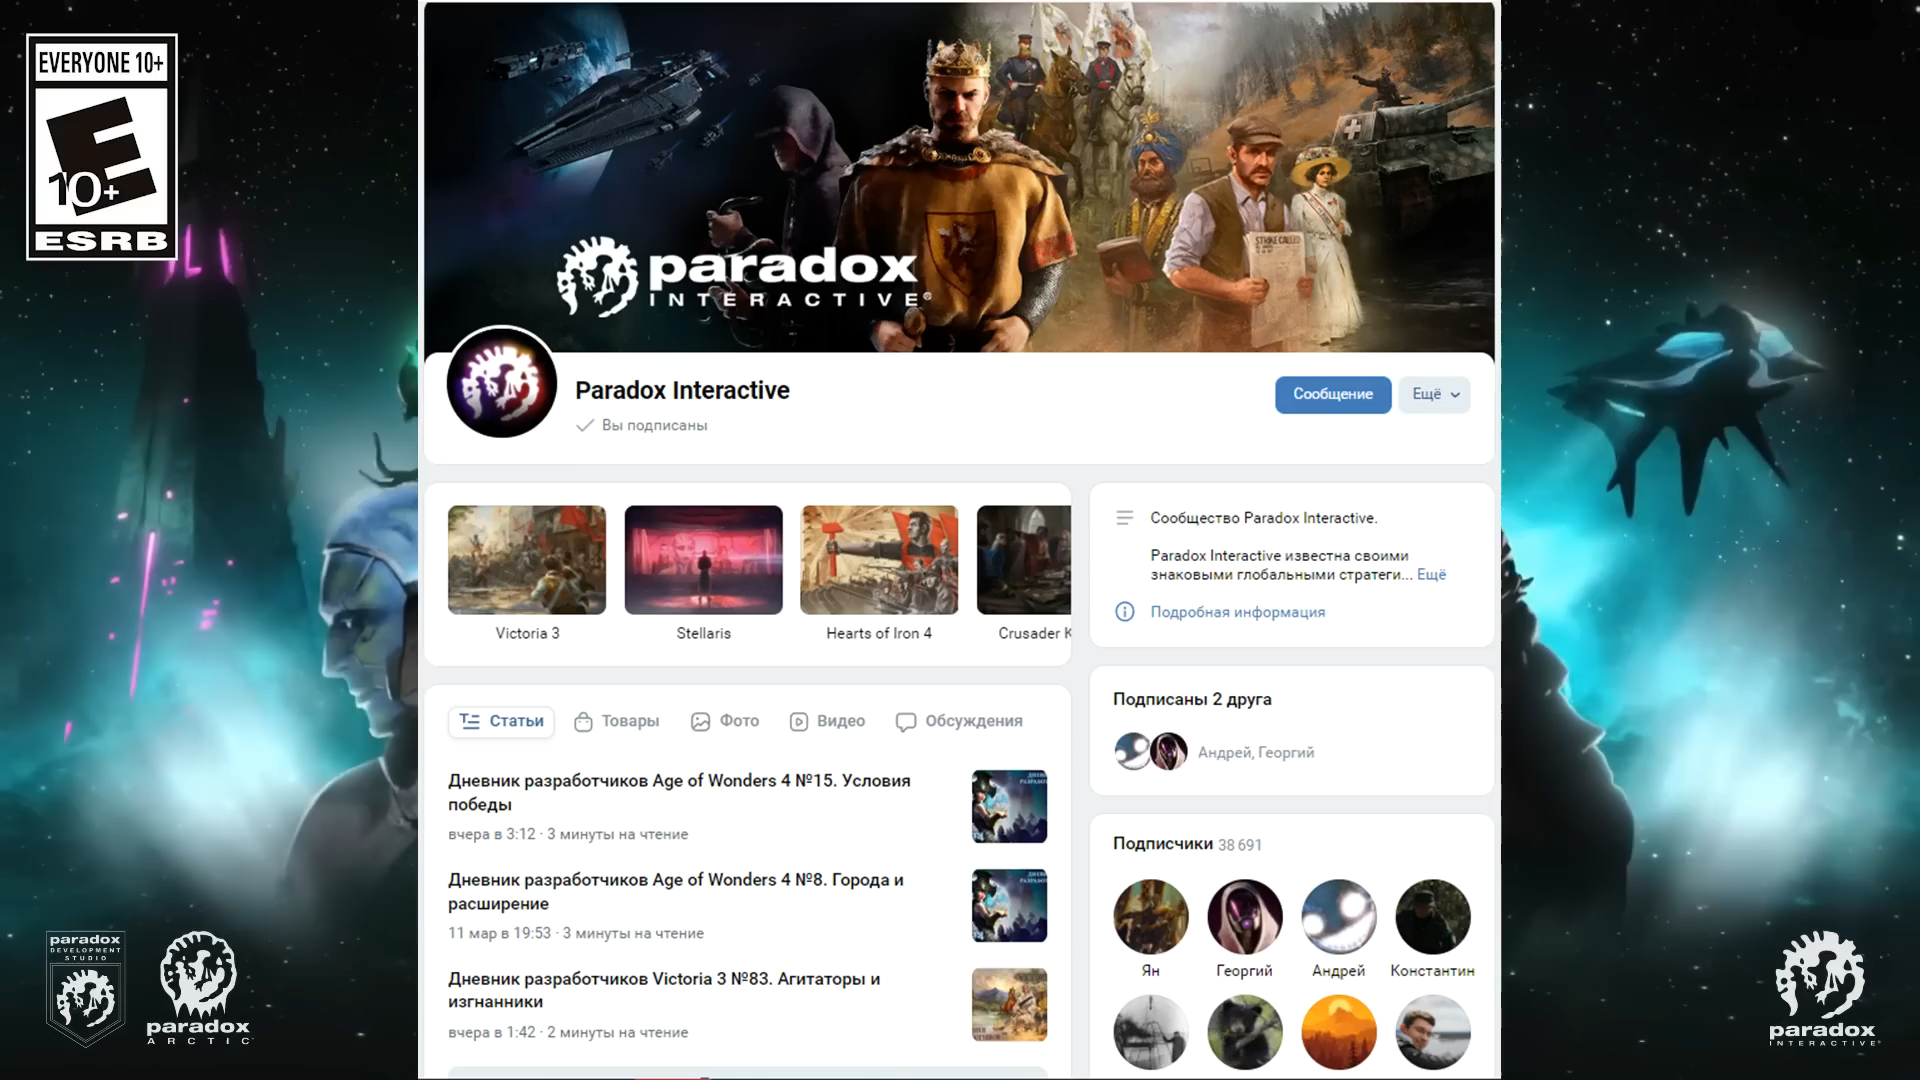 EVERYONE 10+
E
10+
ESRB
STRIKE CALLED
paradox
INTERACTIVE®
Paradox Interactive
Вы подписаны
Сообщение
Ещё
Victoria 3
Stellaris
Hearts of Iron 4
Crusader K
Сообщество Paradox Interactive.
Paradox Interactive известна своими
знаковыми глобальными стратеги... Ещё
Подробная информация
Статьи
Товары
Фото
Видео
Обсуждения
Дневник разработчиков Age of Wonders 4 №15. Условия
победы
вчера в 3:12 · 3 минуты на чтение
Дневник разработчиков Age of Wonders 4 №8. Города и
расширение
11 мар в 19:53 · 3 минуты на чтение
Дневник разработчиков Victoria 3 №83. Агитаторы и
изгнанники
вчера в 1:42 · 2 минуты на чтение
Подписаны 2 друга
Андрей, Георгий
Подписчики 38 691
Ян
Георгий
Андрей
Константин
paradox
DEVELOPMENT
STUDIO
paradox
ARCTIC
paradox
INTERACTIVE